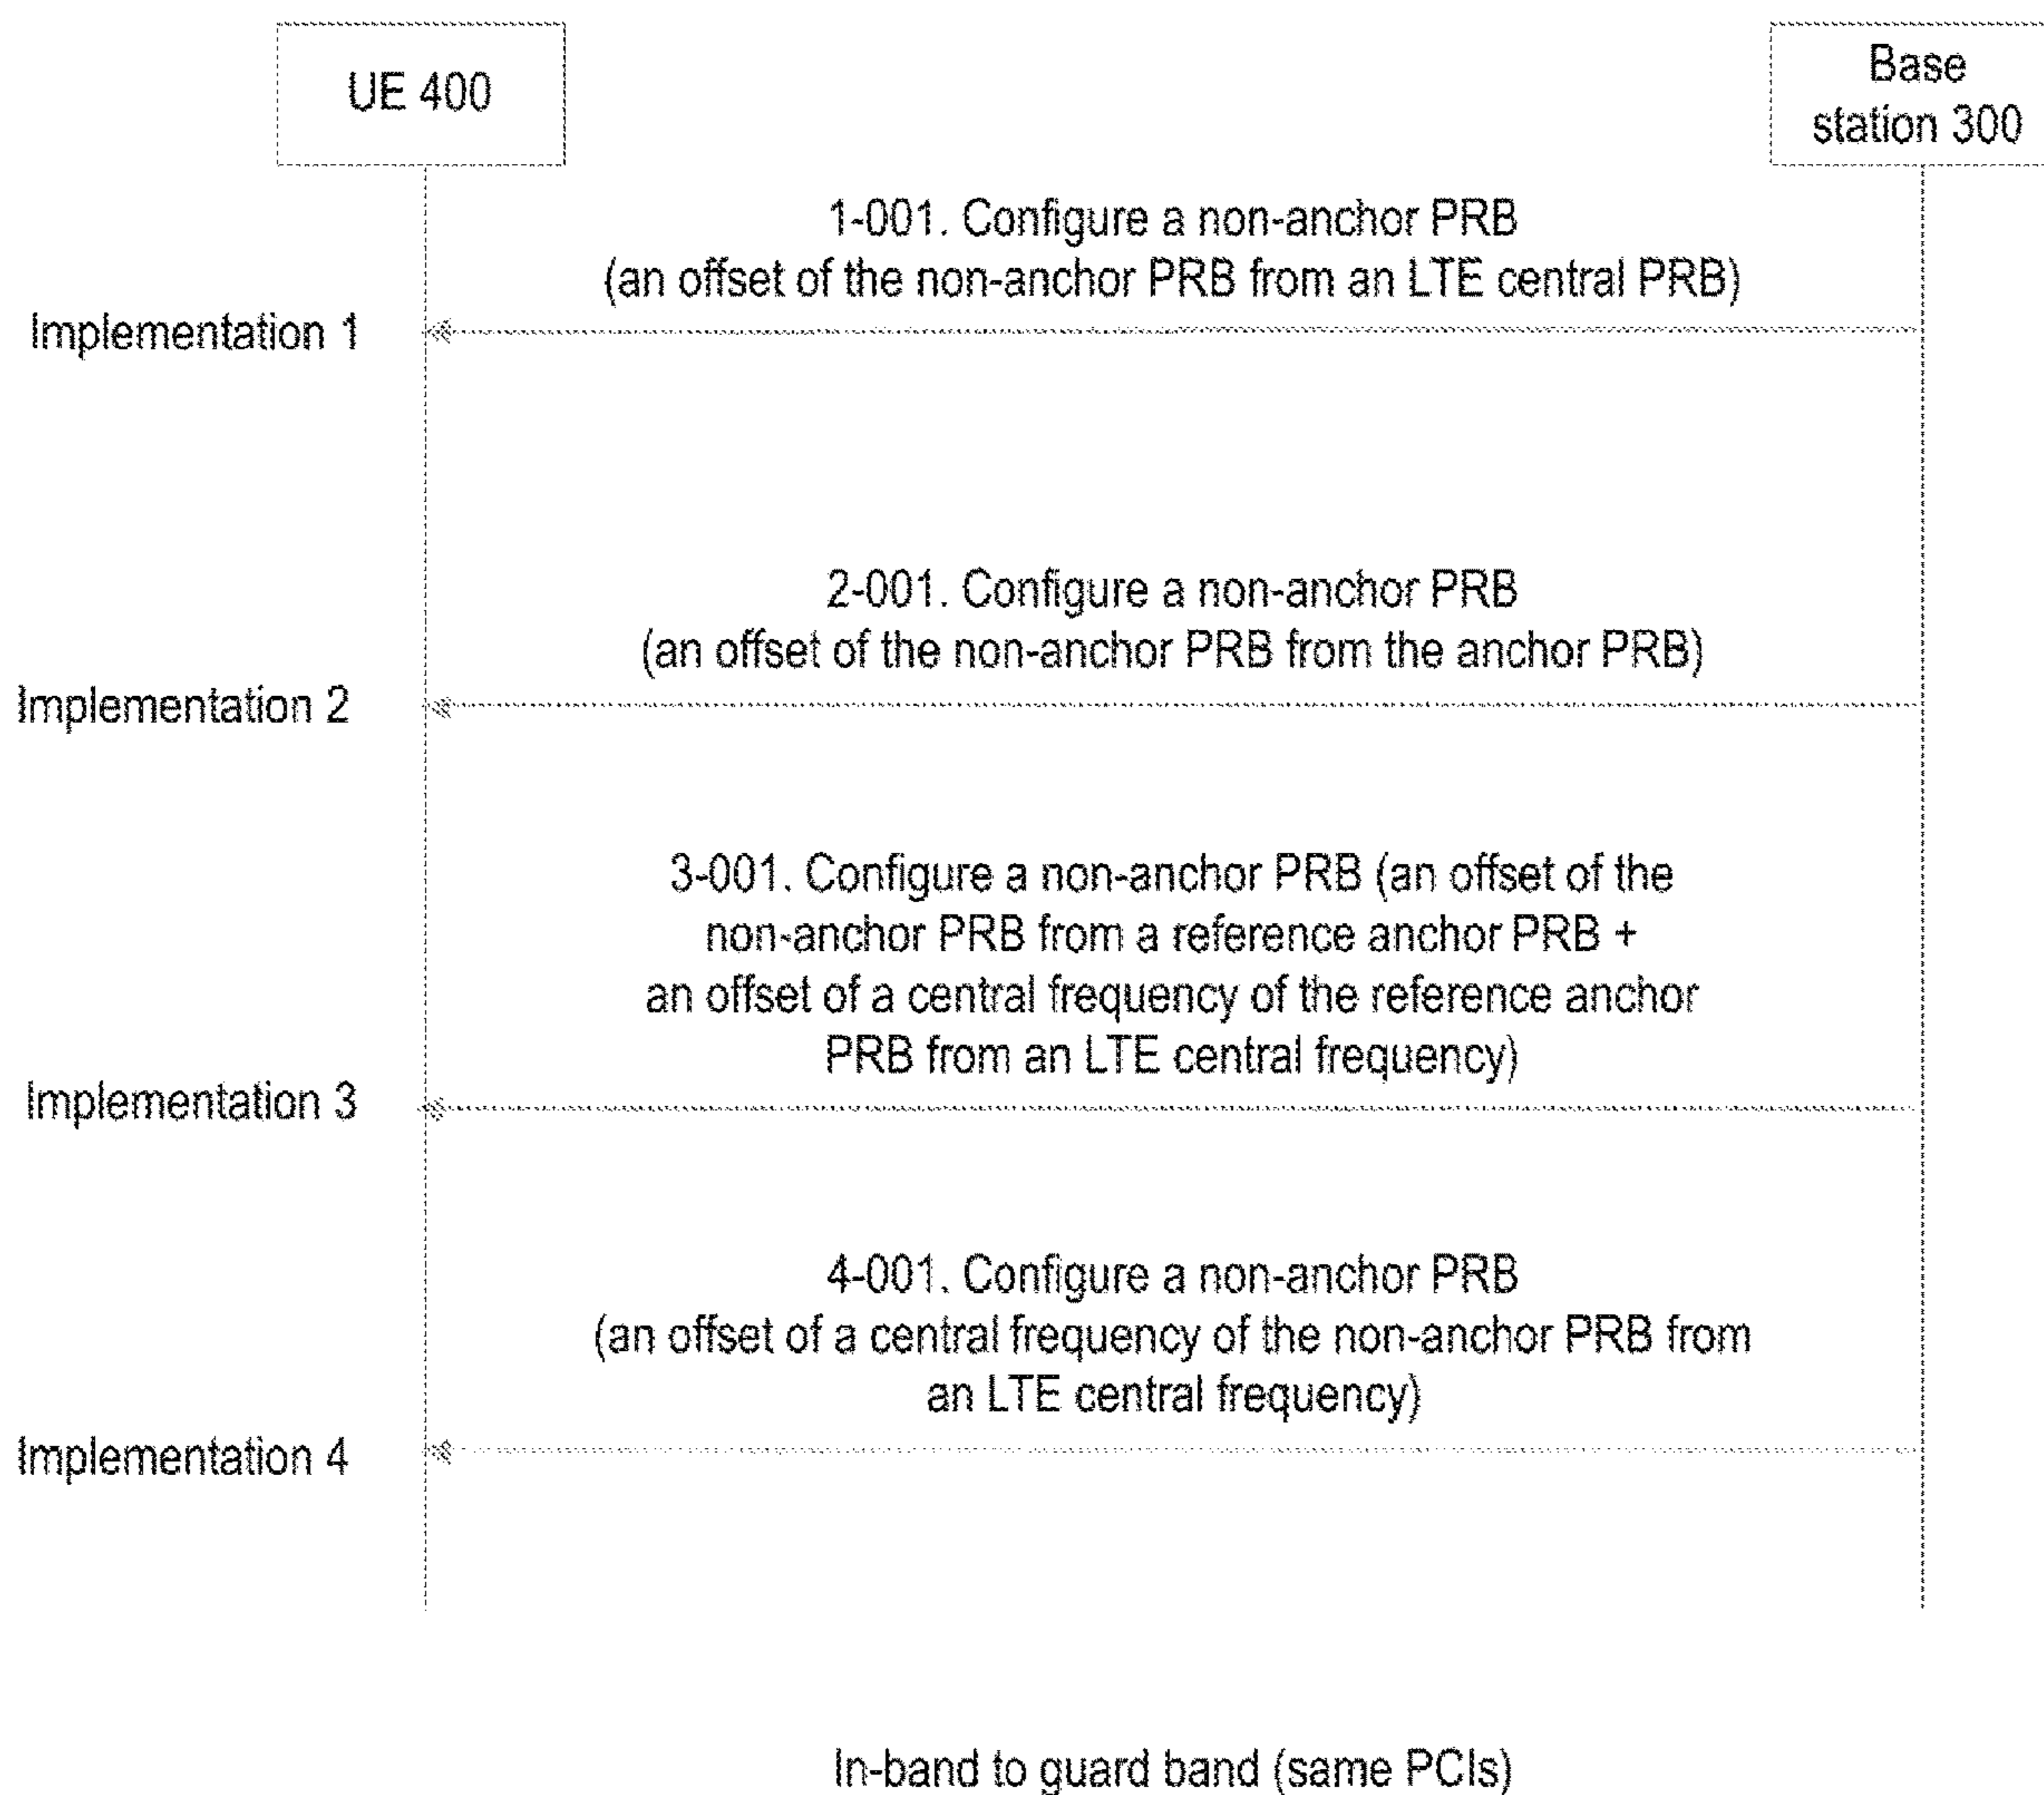 UE 400
Base
station 300
1-001. Configure a non-anchor PRB
(an offset of the non-anchor PRB from an LTE central PRB)
Implementation 1
2-001. Configure a non-anchor PRB
(an offset of the non-anchor PRB from the anchor PRB)
Implementation 2
3-001. Configure a non-anchor PRB (an offset of the
non-anchor PRB from a reference anchor PRB +
an offset of a central frequency of the reference anchor
PRB from an LTE central frequency)
Implementation 3
4-001. Configure a non-anchor PRB
(an offset of a central frequency of the non-anchor PRB from
an LTE central frequency)
Implementation 4
In-band to guard band (same PCIs)